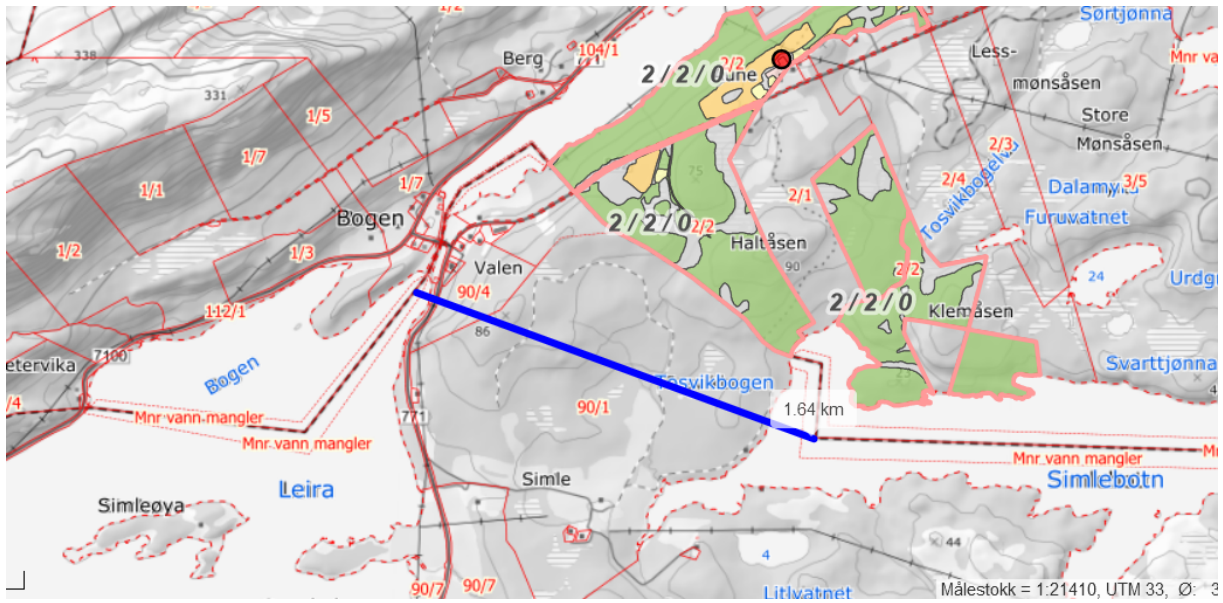 1/2
Sørtjønna
338
Berg
104/1
771
2/2
2/2/0
Less-
mønsåsen
Mnr va
331
1/5
Store
Mønsåsen
1/7
75
2/3
1/1
1/7
2/1
2/4
Tosvikbogelva
Dalamyra
3/5
Furuvatnet
Bogen
2/2/0
2/2
Haltåsen
1/2
1/3
Valen
90
24
Urdg
90/4
2/2
2/2/0
Klemåsen
112/1
86
etervika
7100
Bogen
Tosvikbogen
Svarttjønna
23
/4
Mnr vann mangler
Mnr vann mangler
771
90/1
1.64 km
Mnr vann mangler
Leira
Simle
Simlebotn
Simleøya
4
44
90/7
90/7
Litlvatnet
Målestokk = 1:21410, UTM 33, Ø: 3